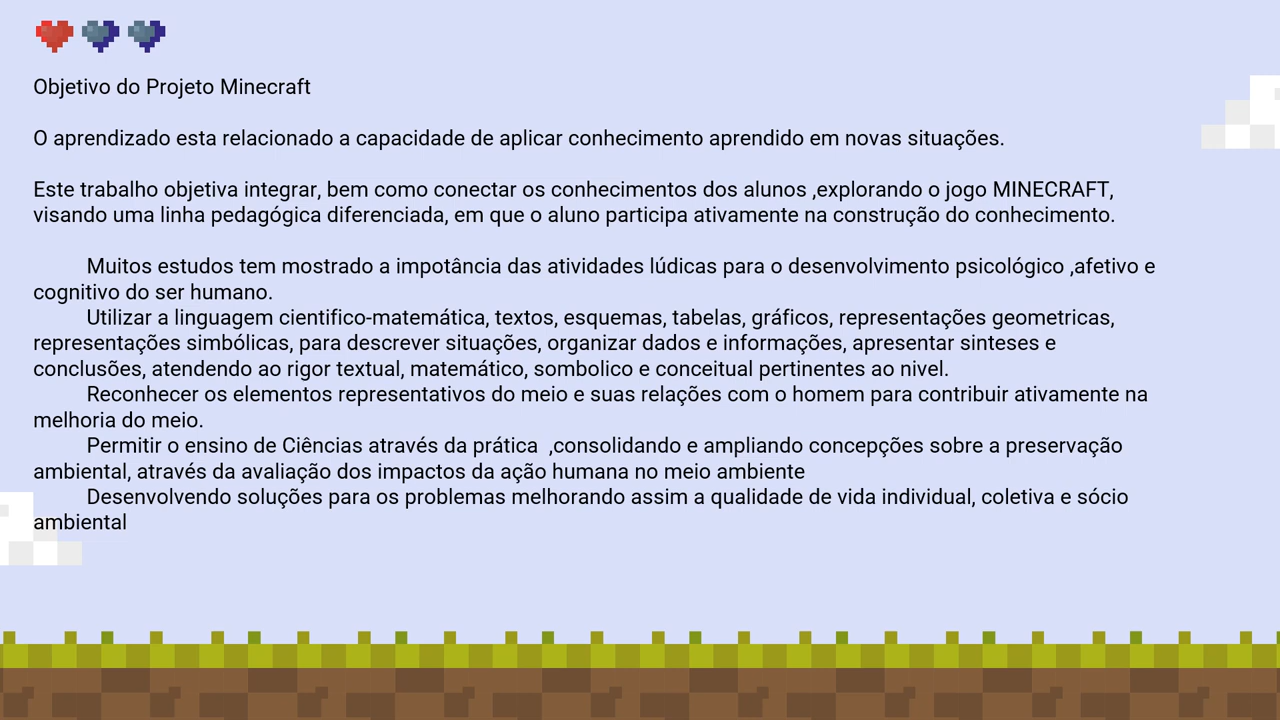 Objetivo do Projeto Minecraft
O aprendizado esta relacionado a capacidade de aplicar conhecimento aprendido em novas situações.
Este trabalho objetiva integrar, bem como conectar os conhecimentos dos alunos ,explorando o jogo MINECRAFT,
visando uma linha pedagógica diferenciada, em que o aluno participa ativamente na construção do conhecimento.
Muitos estudos tem mostrado a impotância das atividades lúdicas para o desenvolvimento psicológico ,afetivo e
cognitivo do ser humano.
Utilizar a linguagem cientifico-matemática, textos, esquemas, tabelas, gráficos, representações geometricas,
representações simbólicas, para descrever situações, organizar dados e informações, apresentar sinteses e
conclusões, atendendo ao rigor textual, matemático, sombolico e conceitual pertinentes ao nivel.
Reconhecer os elementos representativos do meio e suas relações com o homem para contribuir ativamente na
melhoria do meio.
Permitir o ensino de Ciências através da prática  ,consolidando e ampliando concepções sobre a preservação
ambiental, através da avaliação dos impactos da ação humana no meio ambiente
Desenvolvendo soluções para os problemas melhorando assim a qualidade de vida individual, coletiva e sócio
ambiental